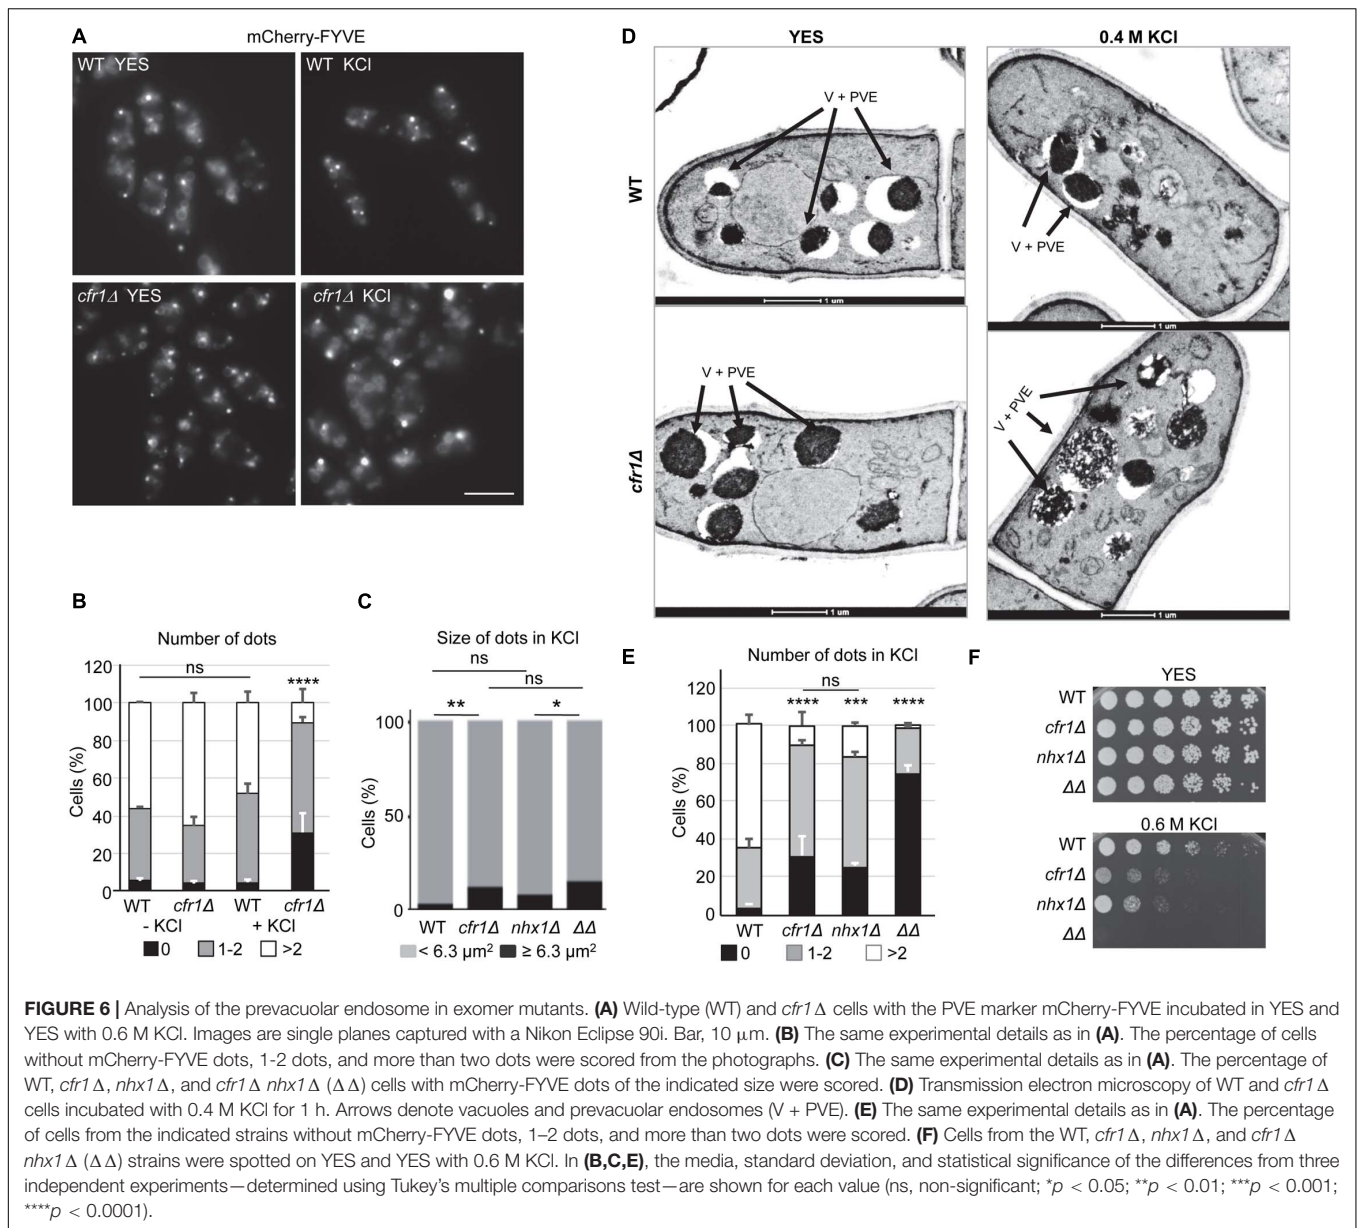 A
mCherry-FYVE
WT YES
WT KCl
cfr1Δ YES
cfr1Δ KCl
D
YES
0.4 M KCl
WT
V + PVE
V + PVE
1 um
1 um
cfr1Δ
V + PVE
V + PVE
1 um
1 um
B
Number of dots
120
100
80
60
40
20
0
Cells (%)
ns
****
WT cfr1Δ WT cfr1Δ
- KCl + KCl
0 1-2 >2
C
Size of dots in KCl
ns
ns
** *
100
50
0
Cells (%)
WT cfr1Δ nhx1Δ ΔΔ
< 6.3 μm² ≥ 6.3 μm²
E
Number of dots in KCl
120
100
80
60
40
20
0
Cells (%)
ns
**** *** ****
WT cfr1Δ nhx1Δ ΔΔ
0 1-2 >2
F
YES
WT
cfr1Δ
nhx1Δ
ΔΔ
0.6 M KCl
WT
cfr1Δ
nhx1Δ
ΔΔ
FIGURE 6 | Analysis of the prevacuolar endosome in exomer mutants. (A) Wild-type (WT) and cfr1Δ cells with the PVE marker mCherry-FYVE incubated in YES and
YES with 0.6 M KCl. Images are single planes captured with a Nikon Eclipse 90i. Bar, 10 μm. (B) The same experimental details as in (A). The percentage of cells
without mCherry-FYVE dots, 1-2 dots, and more than two dots were scored from the photographs. (C) The same experimental details as in (A). The percentage of
WT, cfr1Δ, nhx1Δ, and cfr1Δ nhx1Δ (ΔΔ) cells with mCherry-FYVE dots of the indicated size were scored. (D) Transmission electron microscopy of WT and cfr1Δ
cells incubated with 0.4 M KCl for 1 h. Arrows denote vacuoles and prevacuolar endosomes (V + PVE). (E) The same experimental details as in (A). The percentage
of cells from the indicated strains without mCherry-FYVE dots, 1–2 dots, and more than two dots were scored. (F) Cells from the WT, cfr1Δ, nhx1Δ, and cfr1Δ
nhx1Δ (ΔΔ) strains were spotted on YES and YES with 0.6 M KCl. In (B,C,E), the media, standard deviation, and statistical significance of the differences from three
independent experiments—determined using Tukey's multiple comparisons test—are shown for each value (ns, non-significant; *p < 0.05; **p < 0.01; ***p < 0.001;
****p < 0.0001).